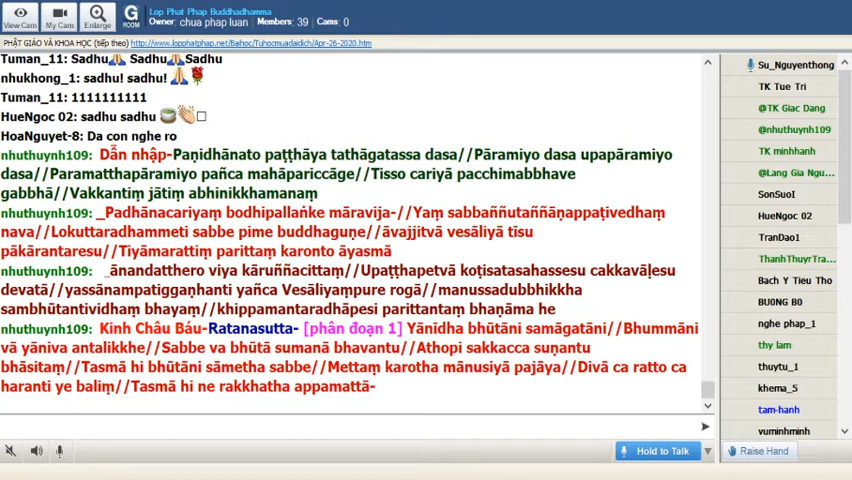 View Cam
My Cams
Enlarge
G
ROOM
Lop Phat Phap Buddhadhamma
Owner: chua phap luan Members: 39 Cams: 0
PHẬT GIÁO VÀ KHOA HỌC (tiếp theo) http://www.lopphatphap.net/Baihoc/Tuhocmuadaidich/Apr-26-2020.htm
Tuman_11: Sadhu🙏 Sadhu🙏Sadhu
nhukhong_1: sadhu! sadhu! 🙏🌹
Tuman_11: 1111111111
HueNgoc 02: sadhu sadhu 🍵👏□
HoaNguyet-8: Da con nghe ro
nhuthuynh109: Dẫn nhập-Paṇidhānato paṭṭhāya tathāgatassa dasa//Pāramiyo dasa upapāramiyo
dasa//Paramatthapāramiyo pañca mahāpariccāge//Tisso cariyā pacchimabbhave
gabbhā//Vakkantiṃ jātiṃ abhinikkhamanaṃ
nhuthuynh109: _Padhānacariyaṃ bodhipallaṅke māravija-//Yaṃ sabbaññutaññāṇappaṭivedhaṃ
nava//Lokuttaradhammeti sabbe pime buddhaguṇe//āvajjitvā vesāliyā tīsu
pākārantaresu//Tiyāmarattiṃ parittaṃ karonto āyasmā
nhuthuynh109: _ānandatthero viya kāruññacittaṃ//Upaṭṭhapetvā koṭisatasahassesu cakkavāḷesu
devatā//yassānampatiggaṇhanti yañca Vesāliyaṃpure rogā//manussadubbhikkha
sambhūtantividhaṃ bhayaṃ//khippamantaradhāpesi parittantaṃ bhaṇāma he
nhuthuynh109: Kinh Châu Báu-Ratanasutta- [phân đoạn 1] Yānīdha bhūtāni samāgatāni//Bhummāni
vā yāniva antalikkhe//Sabbe va bhūtā sumanā bhavantu//Athopi sakkacca suṇantu
bhāsitaṃ//Tasmā hi bhūtāni sāmetha sabbe//Mettaṃ karotha mānusiyā pajāya//Divā ca ratto ca
haranti ye baliṃ//Tasmā hi ne rakkhatha appamattā-
Hold to Talk
Su_Nguyenthong
TK Tue Tri
@TK Giac Dang
@nhuthuynh109
TK minhhanh
@Lang Gia Ngu...
SonSuoI
HueNgoc 02
TranDao1
ThanhThuyrTra...
Bach Y Tieu Tho
BU0NG B0
nghe phap_1
thy lam
thuytu_1
khema_5
tam-hanh
vuminhminh
Raise Hand